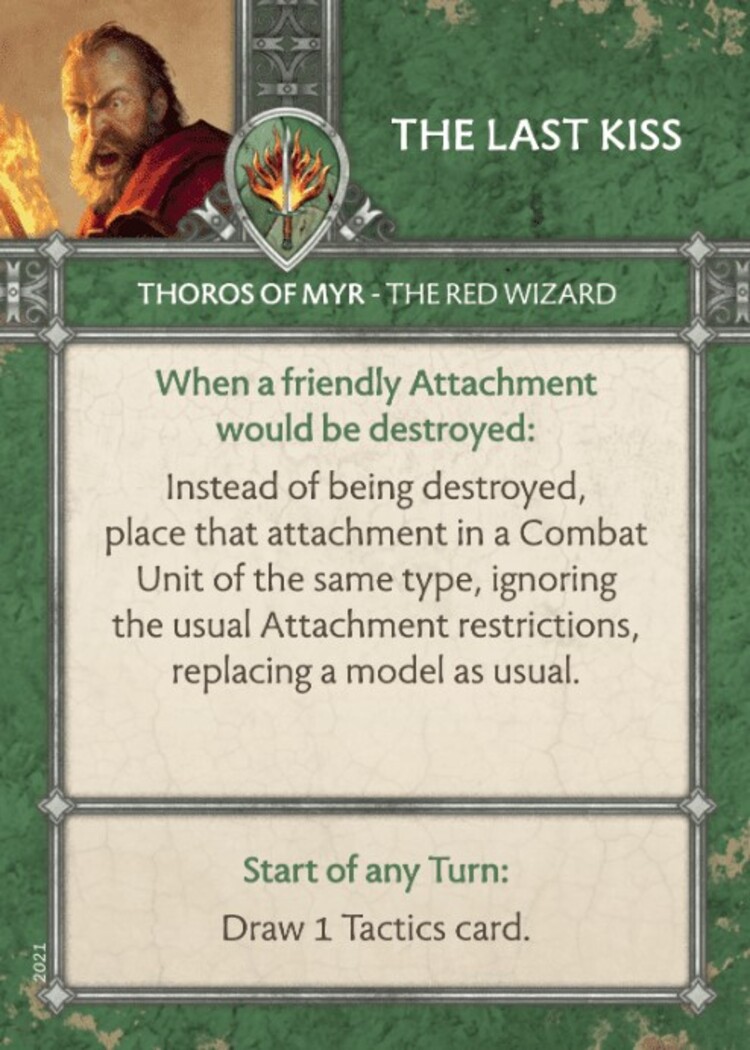 THE LAST KISS
THOROS OF MYR - THE RED WIZARD
When a friendly Attachment
would be destroyed:
Instead of being destroyed,
place that attachment in a Combat
Unit of the same type, ignoring
the usual Attachment restrictions,
replacing a model as usual.
Start of any Turn:
Draw 1 Tactics card.
2021